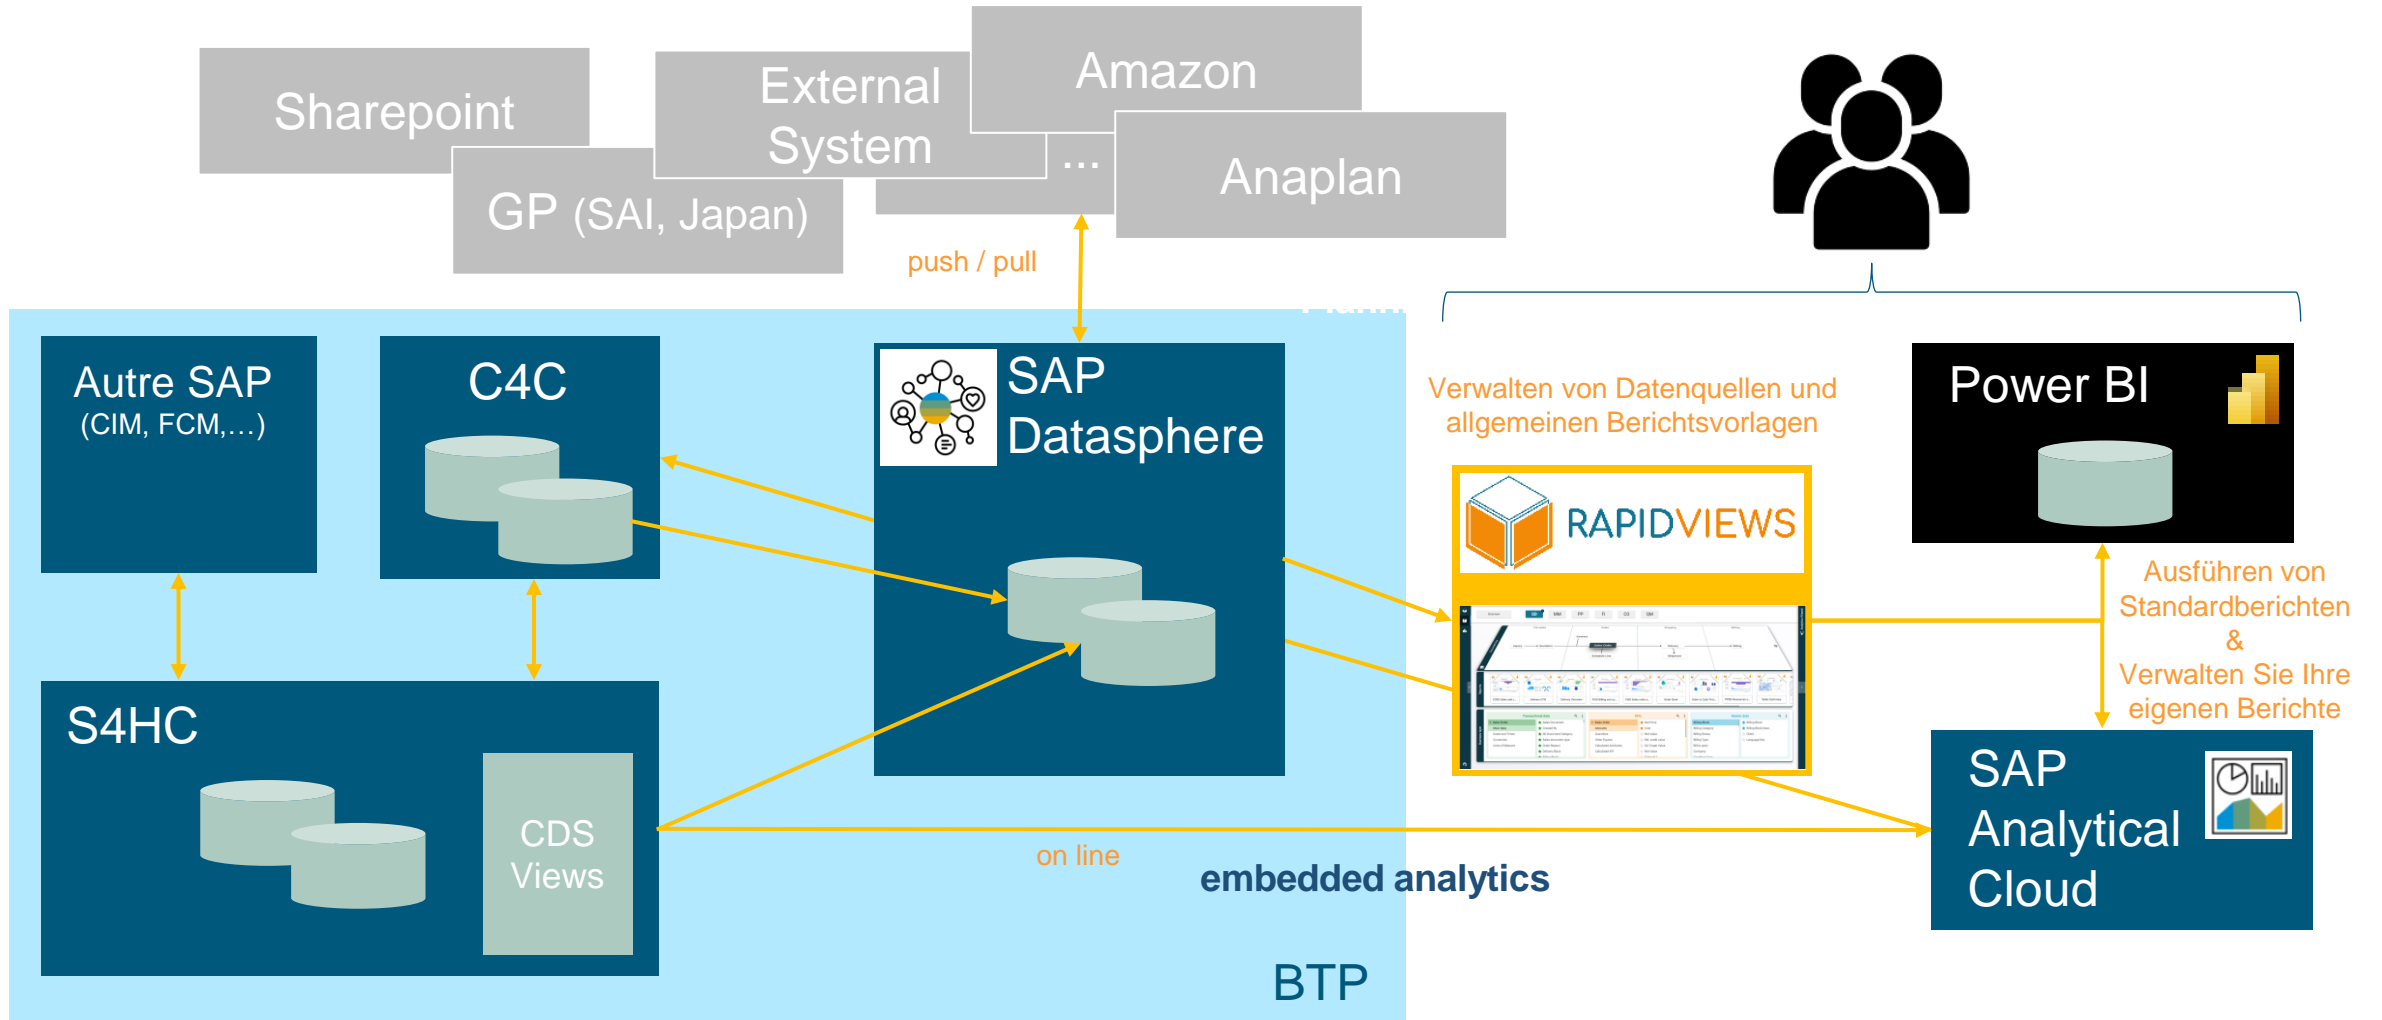 Sharepoint
External
System
Amazon
...
GP (SAI, Japan)
Anaplan
push / pull
Autre SAP
(CIM, FCM,...)
C4C
SAP
Datasphere
Verwalten von Datenquellen und
allgemeinen Berichtsvorlagen
RAPIDVIEWS
Power BI
Ausführen von
Standardberichten
&
Verwalten Sie Ihre
eigenen Berichte
S4HC
CDS
Views
on line
embedded analytics
SAP
Analytical
Cloud
BTP